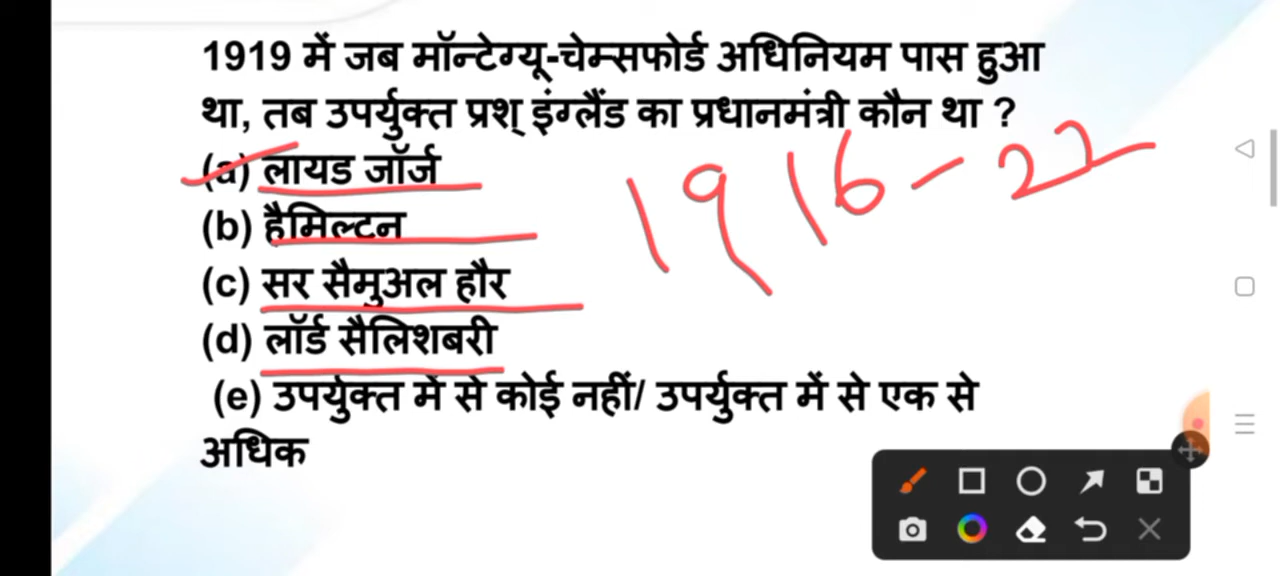 1919 में जब मॉन्टेग्यू-चेम्सफोर्ड अधिनियम पास हुआ
था, तब उपर्युक्त प्रश् इंग्लैंड का प्रधानमंत्री कौन था ?
(a) लायड जॉर्ज
1916-22
(b) हैमिल्टन
(c) सर सैमुअल हौर
(d) लॉर्ड सैलिशबरी
(e) उपर्युक्त में से कोई नहीं/ उपर्युक्त में से एक से
अधिक